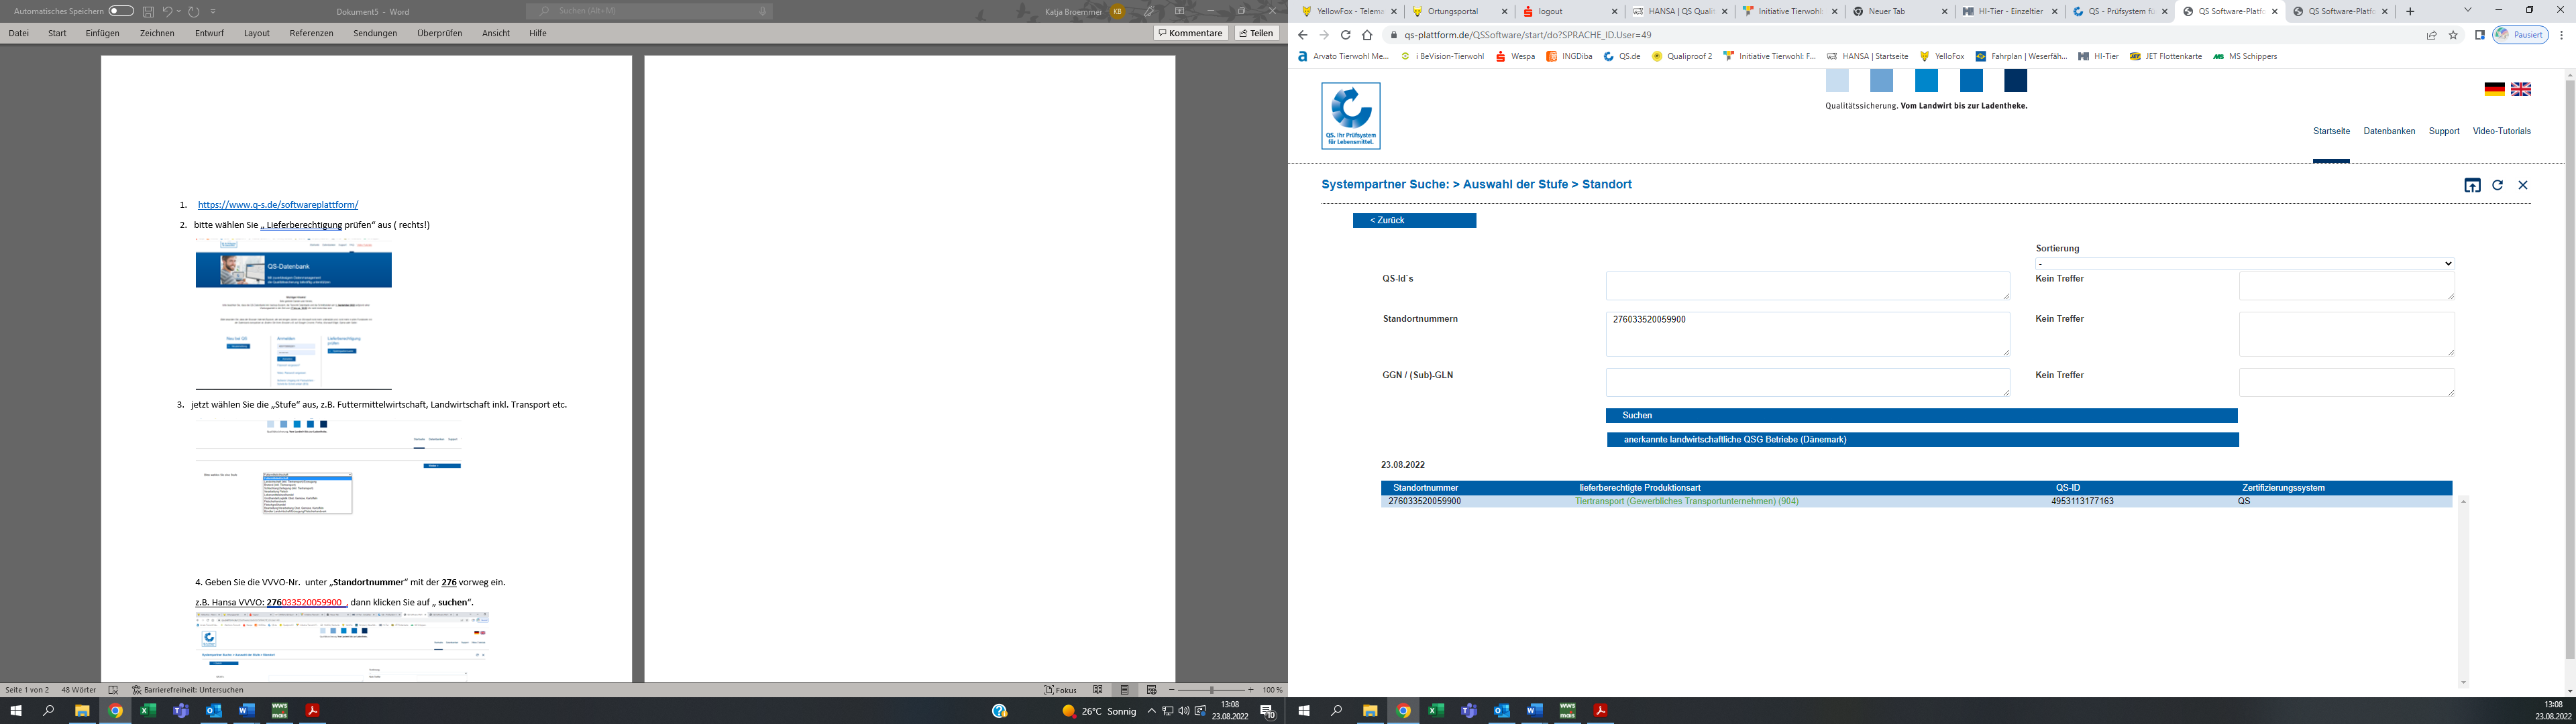 Automatisches Speichern
Dokument5 - Word
Suchen (Alt+M)
Katja Broemmer
KB
Datei Start Einfügen Zeichnen Entwurf Layout Referenzen Sendungen Überprüfen Ansicht Hilfe
Kommentare Teilen
1. https://www.q-s.de/softwareplattform/
2. bitte wählen Sie „ Lieferberechtigung prüfen“ aus ( rechts!)
QS-Datenbank
3. jetzt wählen Sie die „Stufe“ aus, z.B. Futtermittelwirtschaft, Landwirtschaft inkl. Transport etc.
4. Geben Sie die VVVO-Nr. unter „Standortnummer“ mit der 276 vorweg ein.
z.B. Hansa VVVO: 276033520059900 , dann klicken Sie auf „ suchen“.
Seite 1 von 2 48 Wörter Barrierefreiheit: Untersuchen
Fokus
100 %
26°C Sonnig
13:08
23.08.2022
10
YellowFox - Telema
Ortungsportal
logout
HANSA | QS Quali
Initiative Tierwohl
Neuer Tab
HI-Tier - Einzeltier
QS - Prüfsystem fü
QS Software-Platfo
QS Software-Platfo
qs-plattform.de/QSSoftware/start/do?SPRACHE_ID.User=49
Pausiert
Arvato Tierwohl Me...
i BeVision-Tierwohl
Wespa
INGDiba
QS.de
Qualiproof 2
Initiative Tierwohl: F...
HANSA | Startseite
YelloFox
Fahrplan | Weserfäh...
HI-Tier
JET Flottenkarte
MS Schippers
QS. Ihr Prüfsystem
für Lebensmittel.
Qualitätssicherung. Vom Landwirt bis zur Ladentheke.
Startseite Datenbanken Support Video-Tutorials
Systempartner Suche: > Auswahl der Stufe > Standort
< Zurück
Sortierung
-
QS-Id´s
Kein Treffer
Standortnummern
276033520059900
Kein Treffer
GGN / (Sub)-GLN
Kein Treffer
Suchen
anerkannte landwirtschaftliche QSG Betriebe (Dänemark)
23.08.2022
Standortnummer lieferberechtigte Produktionsart QS-ID Zertifizierungssystem
276033520059900 Tiertransport (Gewerbliches Transportunternehmen) (904) 4953113177163 QS
13:08
23.08.2022